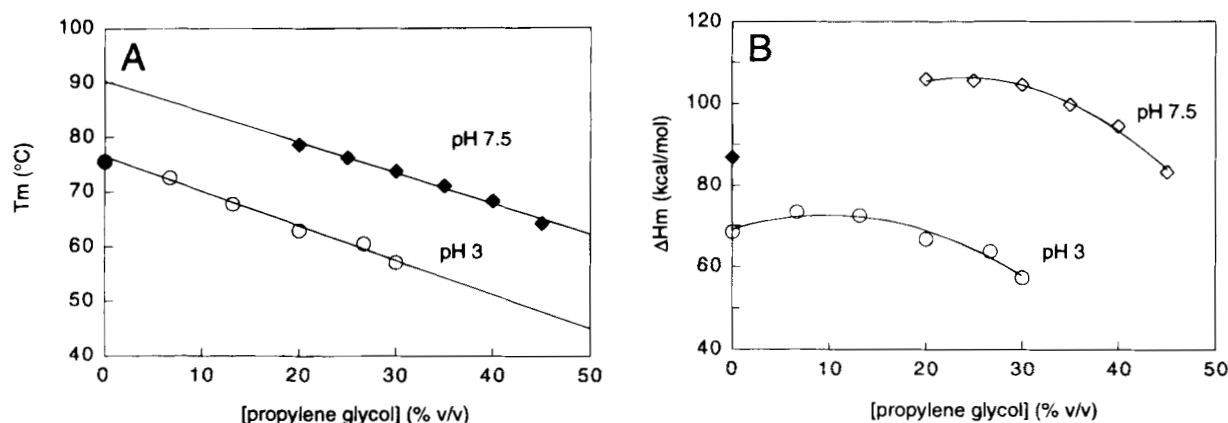 A
100
90
80
70
60
50
40
Tm (°C)
pH 7.5
pH 3
0 10 20 30 40 50
[propylene glycol] (% v/v)
B
120
100
80
60
40
ΔHm (kcal/mol)
pH 7.5
pH 3
0 10 20 30 40 50
[propylene glycol] (% v/v)